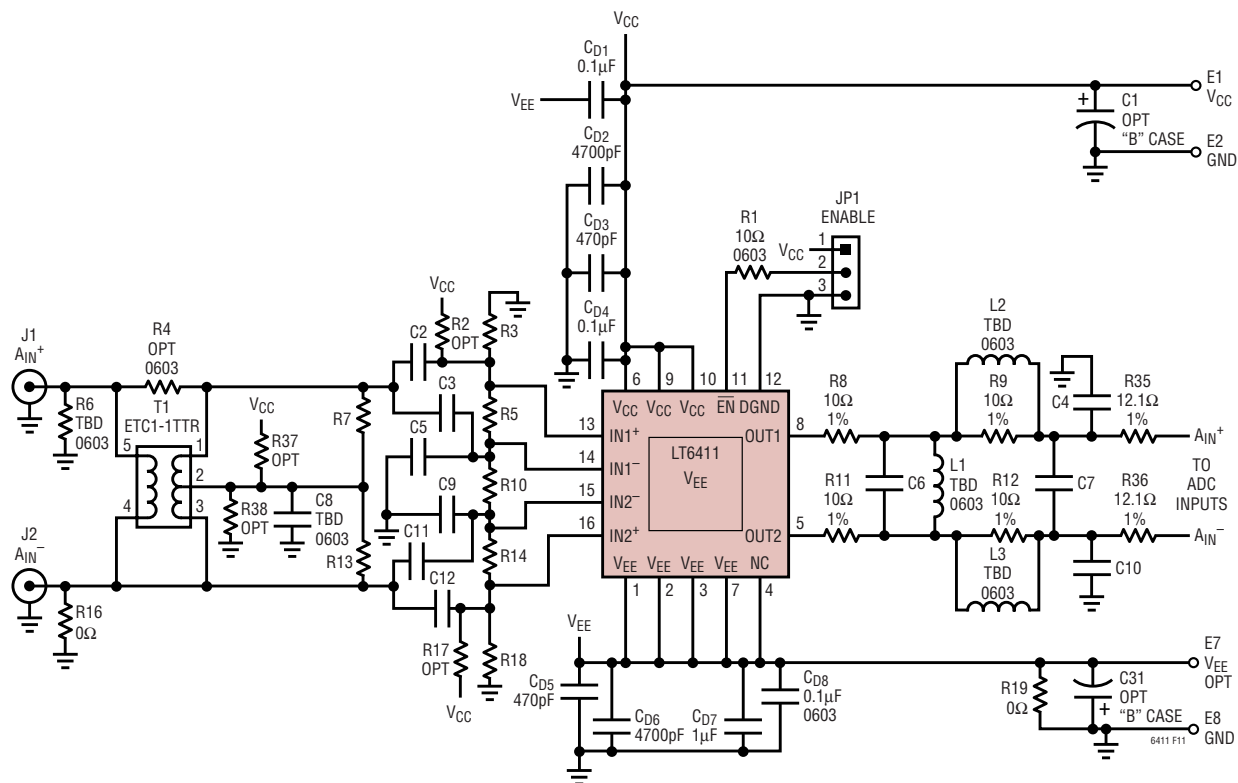 VCC
CD1
0.1µF
VEE
CD2
4700pF
CD3
470pF
CD4
0.1µF
E1
VCC
+
C1
OPT
“B” CASE
E2
GND
JP1
ENABLE
R1
10Ω
0603
VCC
1
2
3
J1
AIN+
R4
OPT
0603
T1
ETC1-1TTR
R6
TBD
0603
5
4
1
2
3
VCC
R37
OPT
R38
OPT
C8
TBD
0603
R7
R13
J2
AIN–
R16
0Ω
C2
VCC
R2
OPT
R3
C3
C5
C9
C11
C12
R5
R10
R14
R17
OPT
VCC
R18
6
9
10
11
12
VCC
VCC
VCC
EN
DGND
13
IN1+
14
IN1–
15
IN2–
16
IN2+
LT6411
VEE
OUT1
8
OUT2
5
VEE
VEE
VEE
VEE
NC
1
2
3
7
4
R8
10Ω
1%
R11
10Ω
1%
C6
L1
TBD
0603
L2
TBD
0603
R9
10Ω
1%
R12
10Ω
1%
L3
TBD
0603
C4
C7
C10
R35
12.1Ω
1%
R36
12.1Ω
1%
AIN+
TO
ADC
INPUTS
AIN–
VEE
CD5
470pF
CD6
4700pF
CD7
1µF
CD8
0.1µF
0603
R19
0Ω
C31
OPT
“B” CASE
+
E7
VEE
OPT
E8
GND
6411 F11